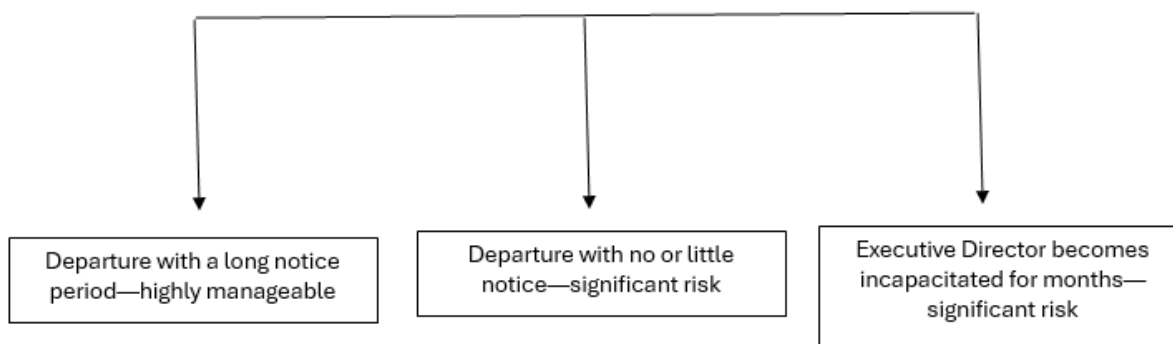 Departure with a long notice
period—highly manageable
Departure with no or little
notice—significant risk
Executive Director becomes
incapacitated for months—
significant risk